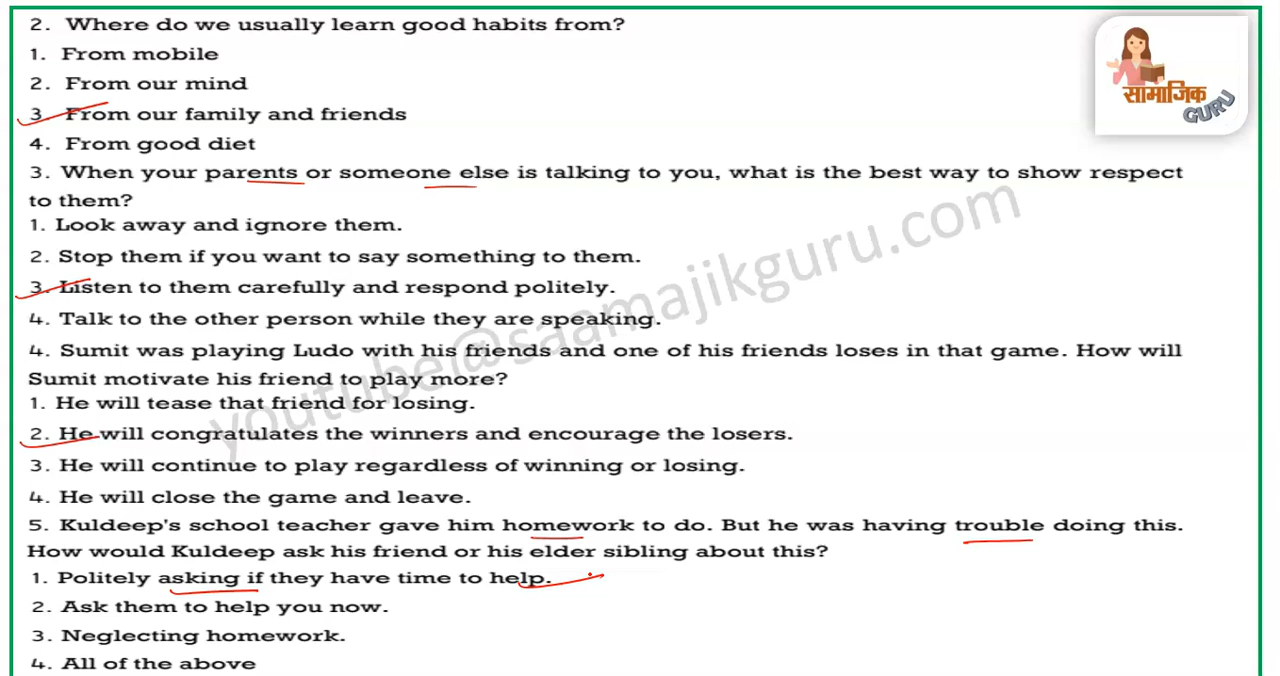 2. Where do we usually learn good habits from?
1. From mobile
2. From our mind
3. From our family and friends
4. From good diet
3. When your parents or someone else is talking to you, what is the best way to show respect
to them?
1. Look away and ignore them.
2. Stop them if you want to say something to them.
3. Listen to them carefully and respond politely.
4. Talk to the other person while they are speaking.
4. Sumit was playing Ludo with his friends and one of his friends loses in that game. How will
Sumit motivate his friend to play more?
1. He will tease that friend for losing.
2. He will congratulates the winners and encourage the losers.
3. He will continue to play regardless of winning or losing.
4. He will close the game and leave.
5. Kuldeep's school teacher gave him homework to do. But he was having trouble doing this.
How would Kuldeep ask his friend or his elder sibling about this?
1. Politely asking if they have time to help.
2. Ask them to help you now.
3. Neglecting homework.
4. All of the above
सामाजिक
GURU
youtube@saamajikguru.com